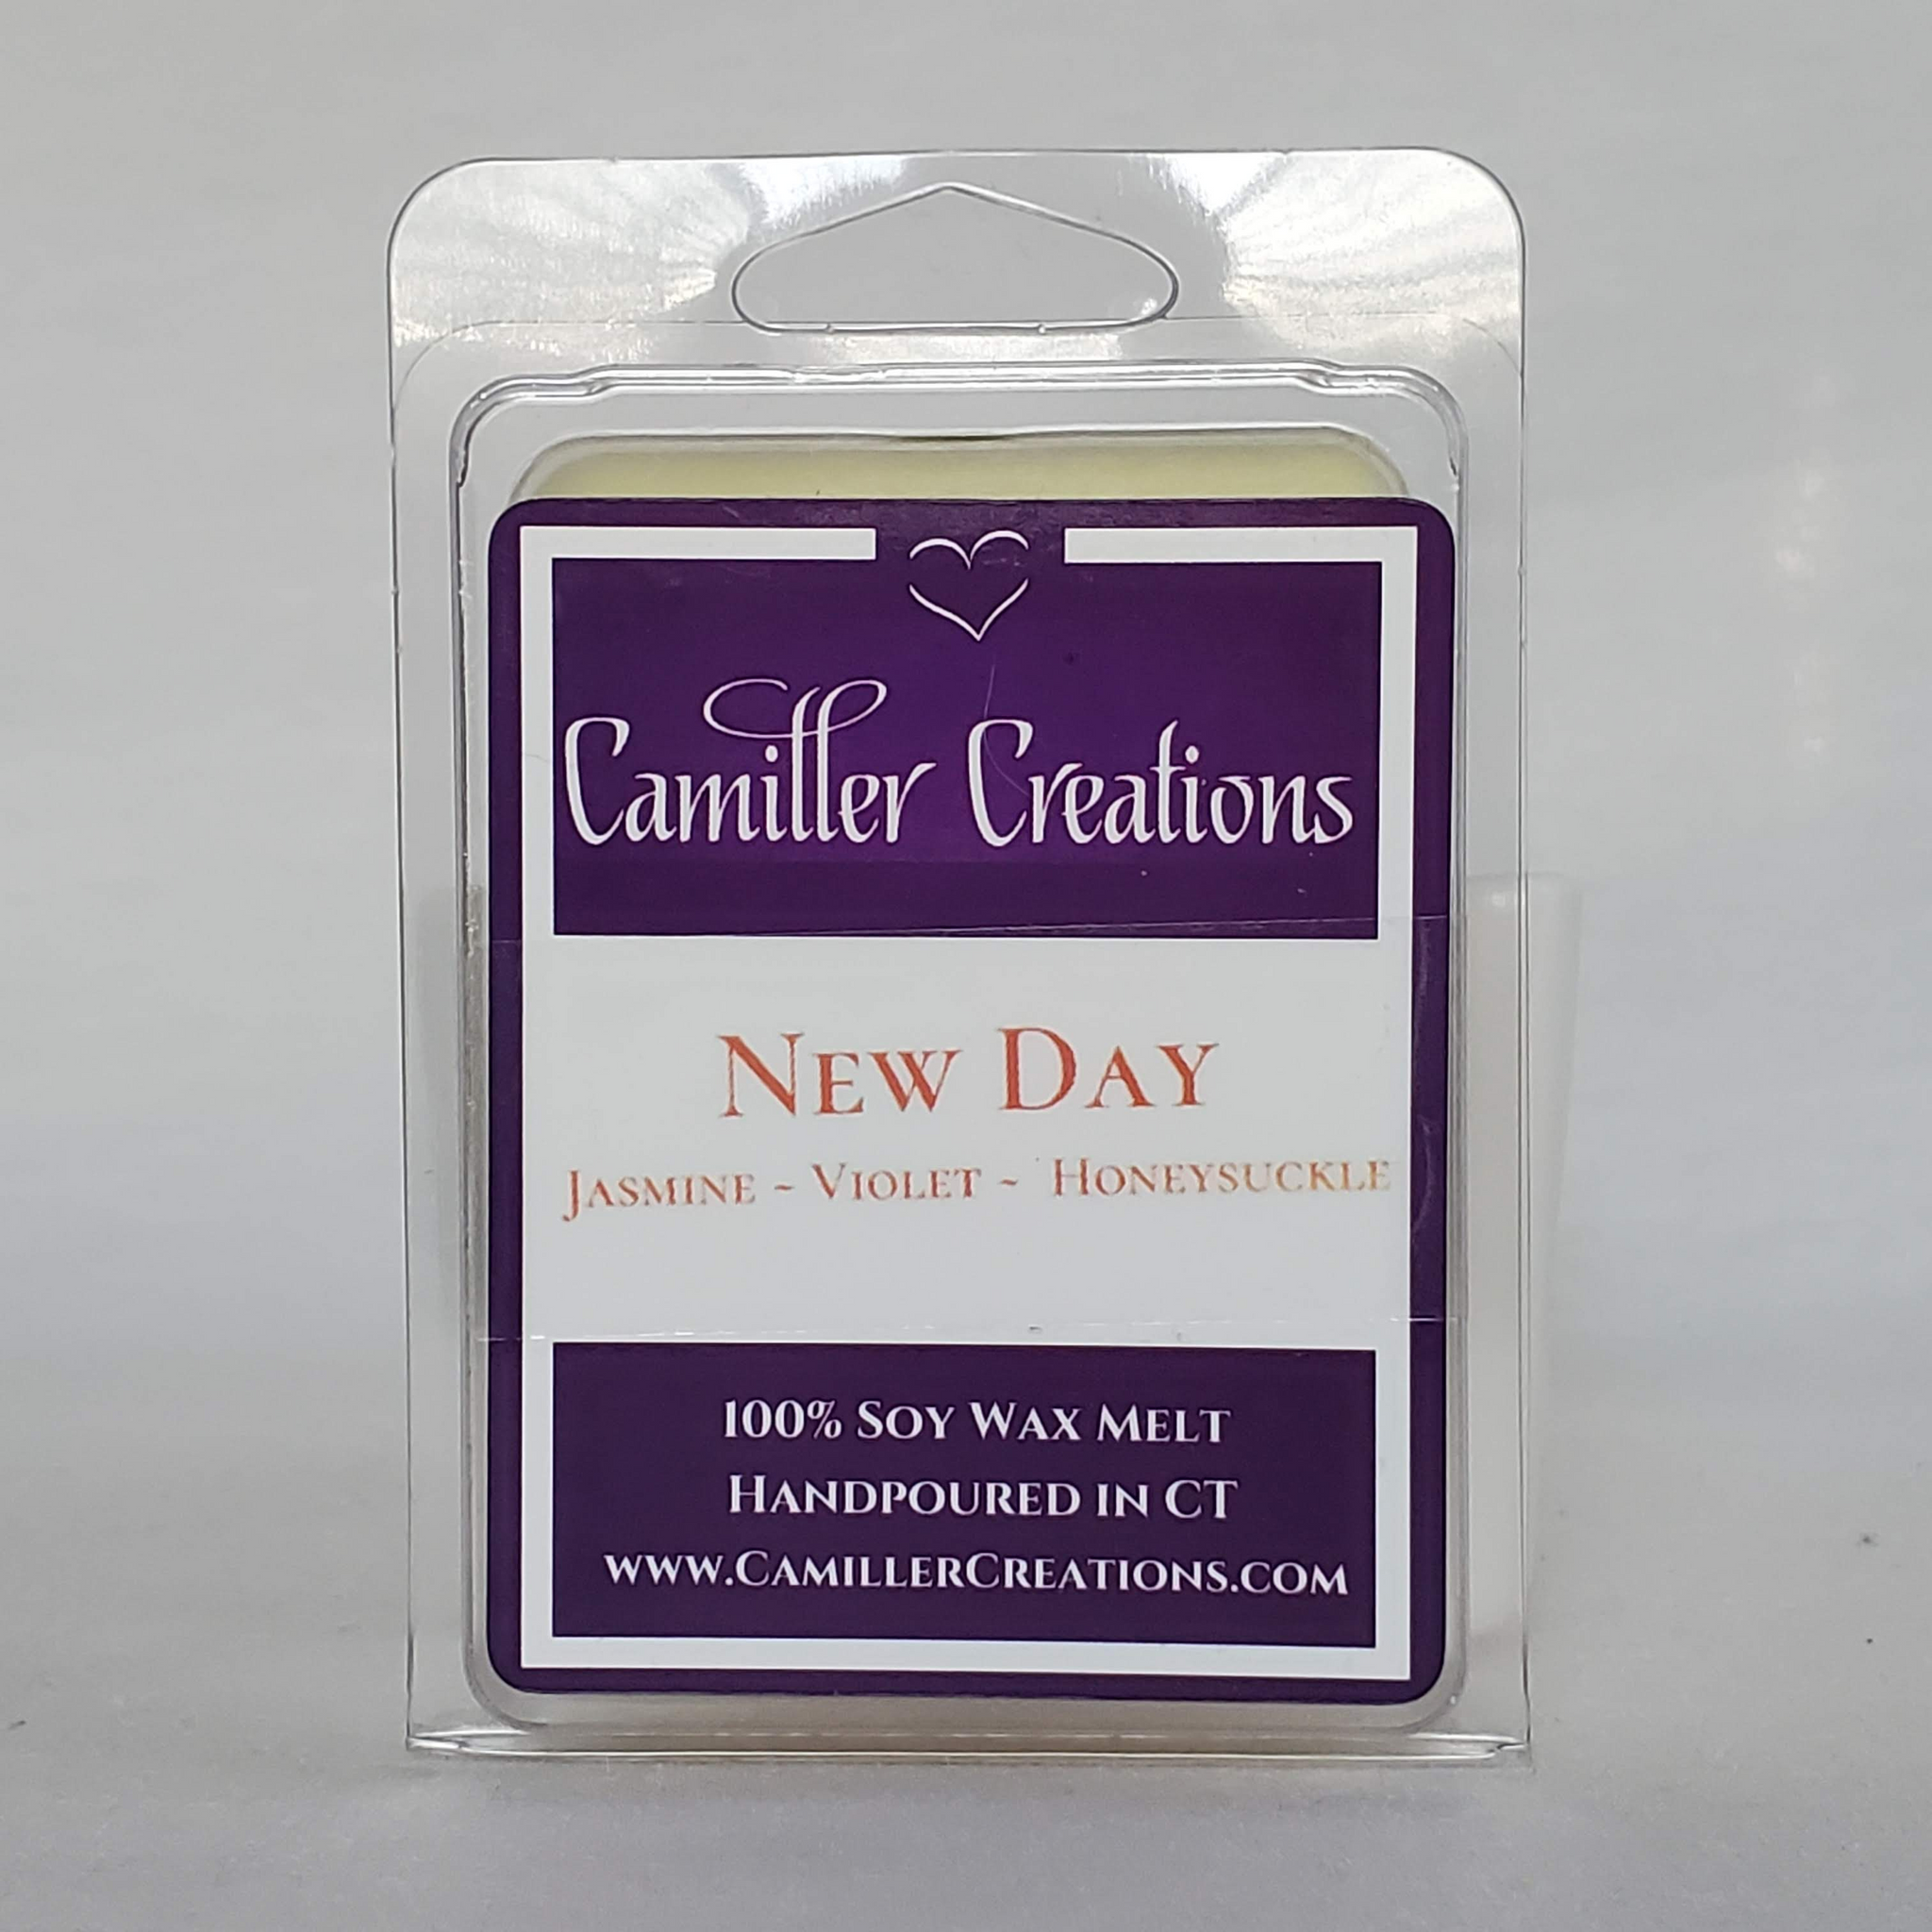 Camiller Creations
New Day
Jasmine ~ Violet ~ Honeysuckle
100% Soy Wax Melt
Handpoured in CT
www.CamillerCreations.com